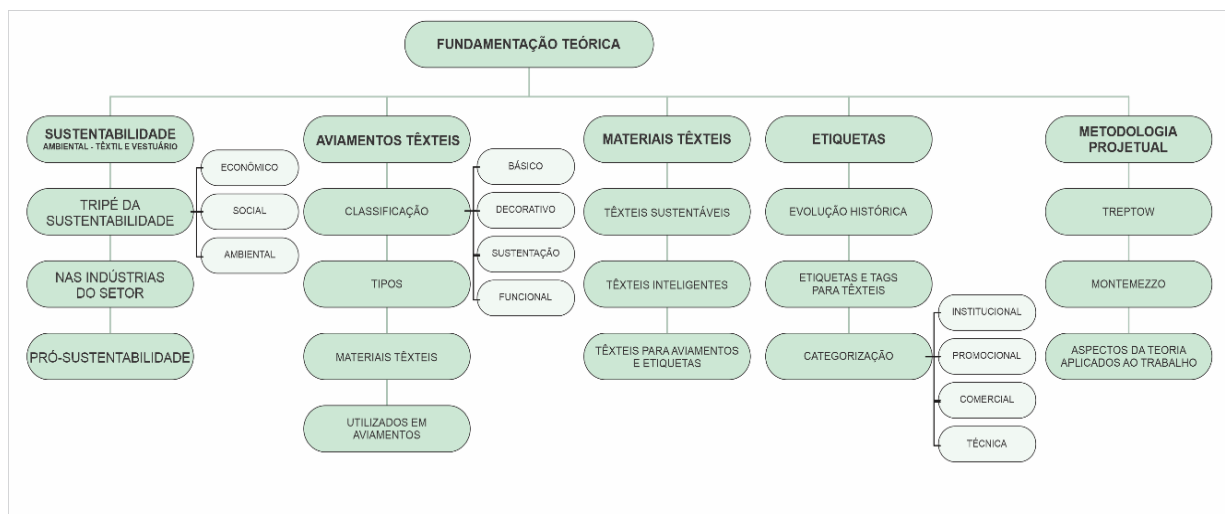 FUNDAMENTAÇÃO TEÓRICA
SUSTENTABILIDADE
AMBIENTAL - TÊXTIL E VESTUÁRIO
TRIPÉ DA
SUSTENTABILIDADE
ECONÔMICO
SOCIAL
AMBIENTAL
NAS INDÚSTRIAS
DO SETOR
PRÓ-SUSTENTABILIDADE
AVIAMENTOS TÊXTEIS
CLASSIFICAÇÃO
BÁSICO
DECORATIVO
SUSTENTAÇÃO
FUNCIONAL
TIPOS
MATERIAIS TÊXTEIS
UTILIZADOS EM
AVIAMENTOS
MATERIAIS TÊXTEIS
TÊXTEIS SUSTENTÁVEIS
TÊXTEIS INTELIGENTES
TÊXTEIS PARA AVIAMENTOS
E ETIQUETAS
ETIQUETAS
EVOLUÇÃO HISTÓRICA
ETIQUETAS E TAGS
PARA TÊXTEIS
CATEGORIZAÇÃO
INSTITUCIONAL
PROMOCIONAL
COMERCIAL
TÉCNICA
METODOLOGIA
PROJETUAL
TREPTOW
MONTEMEZZO
ASPECTOS DA TEORIA
APLICADOS AO TRABALHO